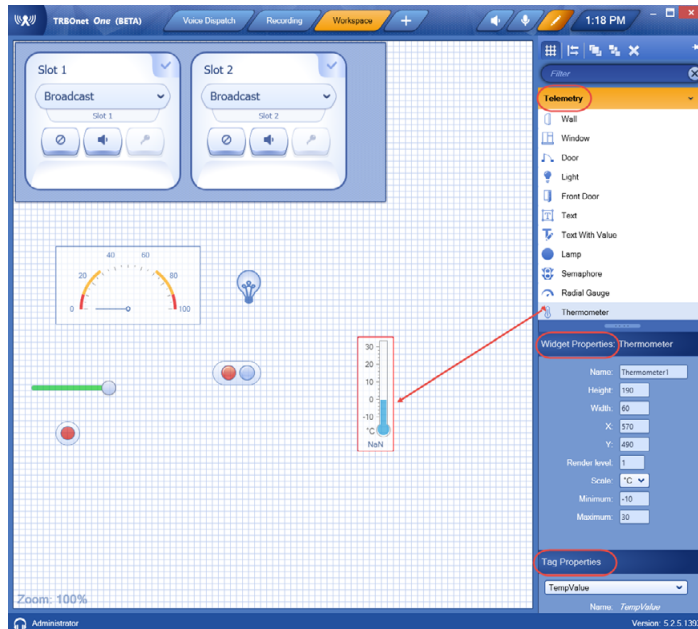 TRBOnet One (BETA)
Voice Dispatch
Recording
Workspace
1:18 PM
Slot 1
Broadcast
Slot 1
Slot 2
Broadcast
Slot 2
40 60
20 80
0 100
30
20
10
0
-10
°C
NaN
Zoom: 100%
Filter
Telemetry
Wall
Window
Door
Light
Front Door
Text
Text With Value
Lamp
Semaphore
Radial Gauge
Thermometer
Widget Properties: Thermometer
Name: Thermometer1
Height: 190
Width: 60
X: 570
Y: 490
Render level: 1
Scale: °C
Minimum: -10
Maximum: 30
Tag Properties
TempValue
Name: TempValue
Administrator
Version: 5.2.5.139